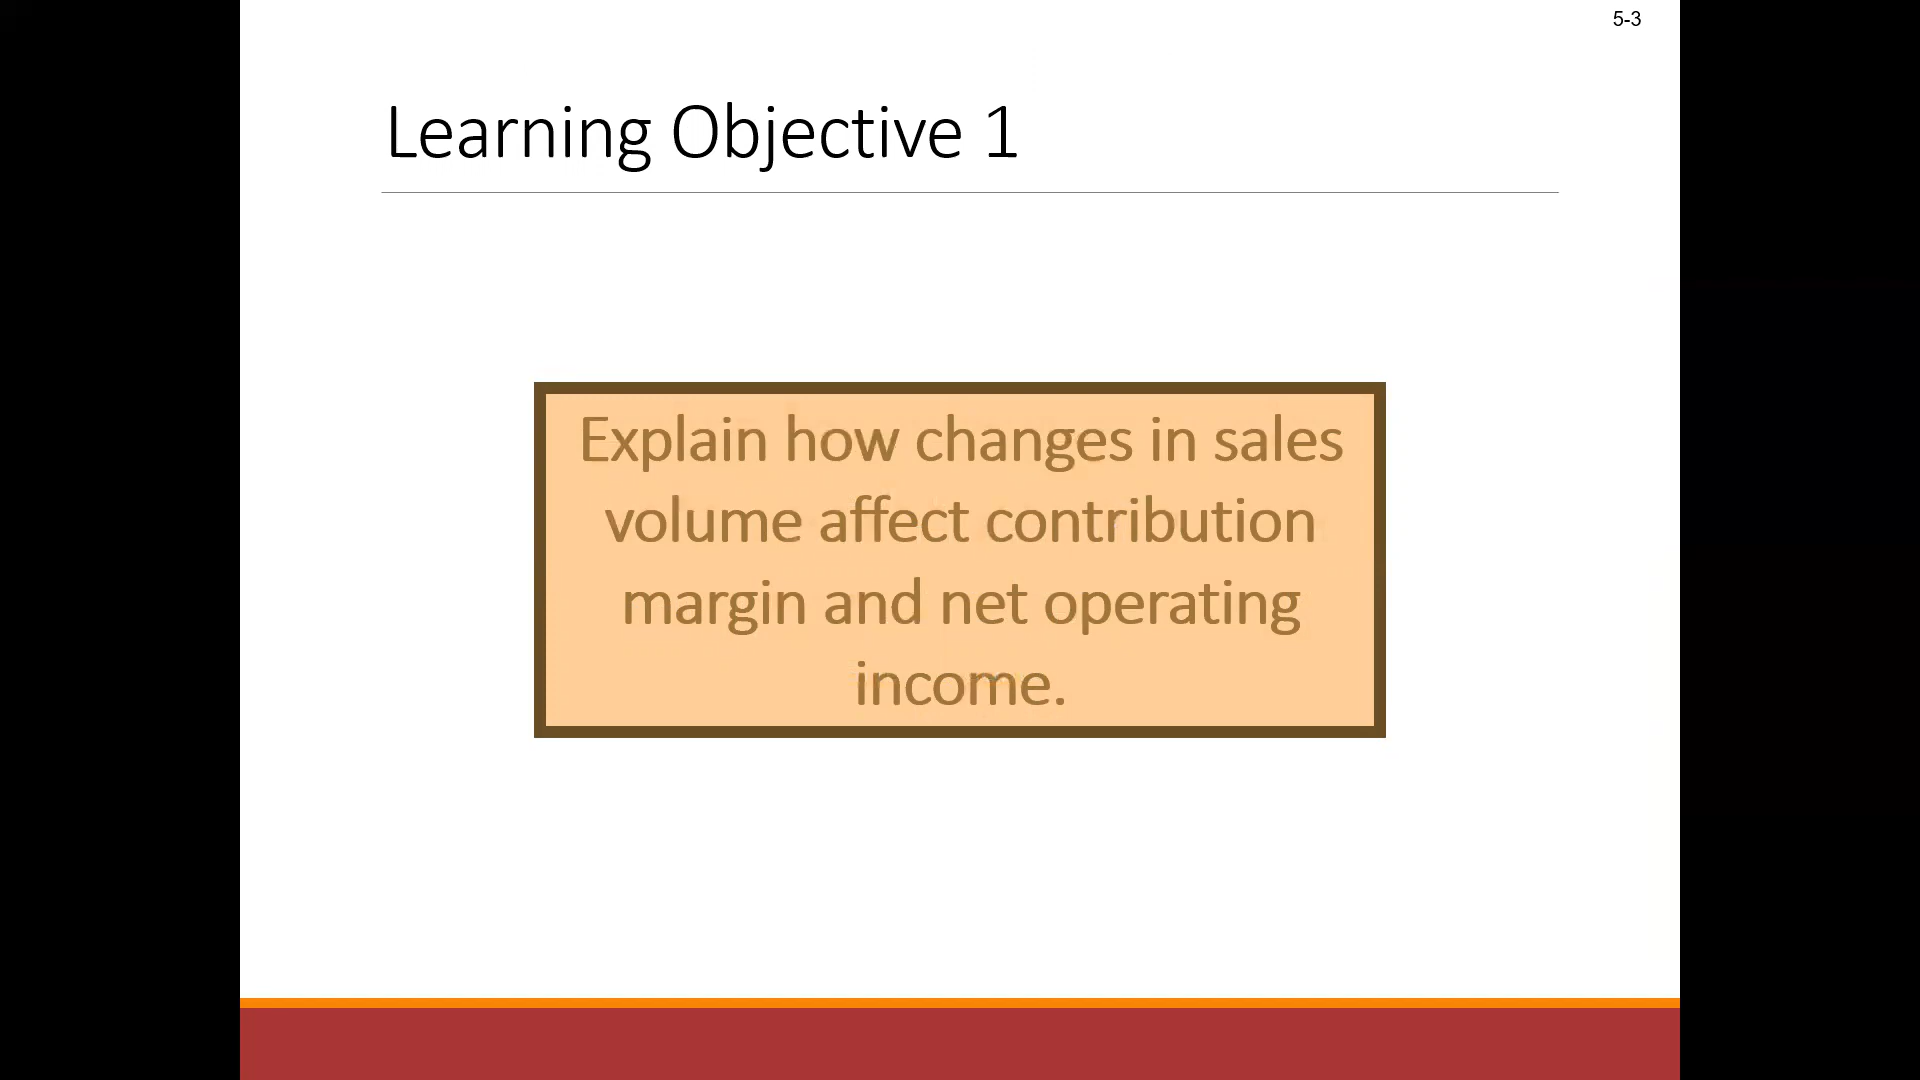 5-3
Learning Objective 1
Explain how changes in sales
volume affect contribution
margin and net operating
income.